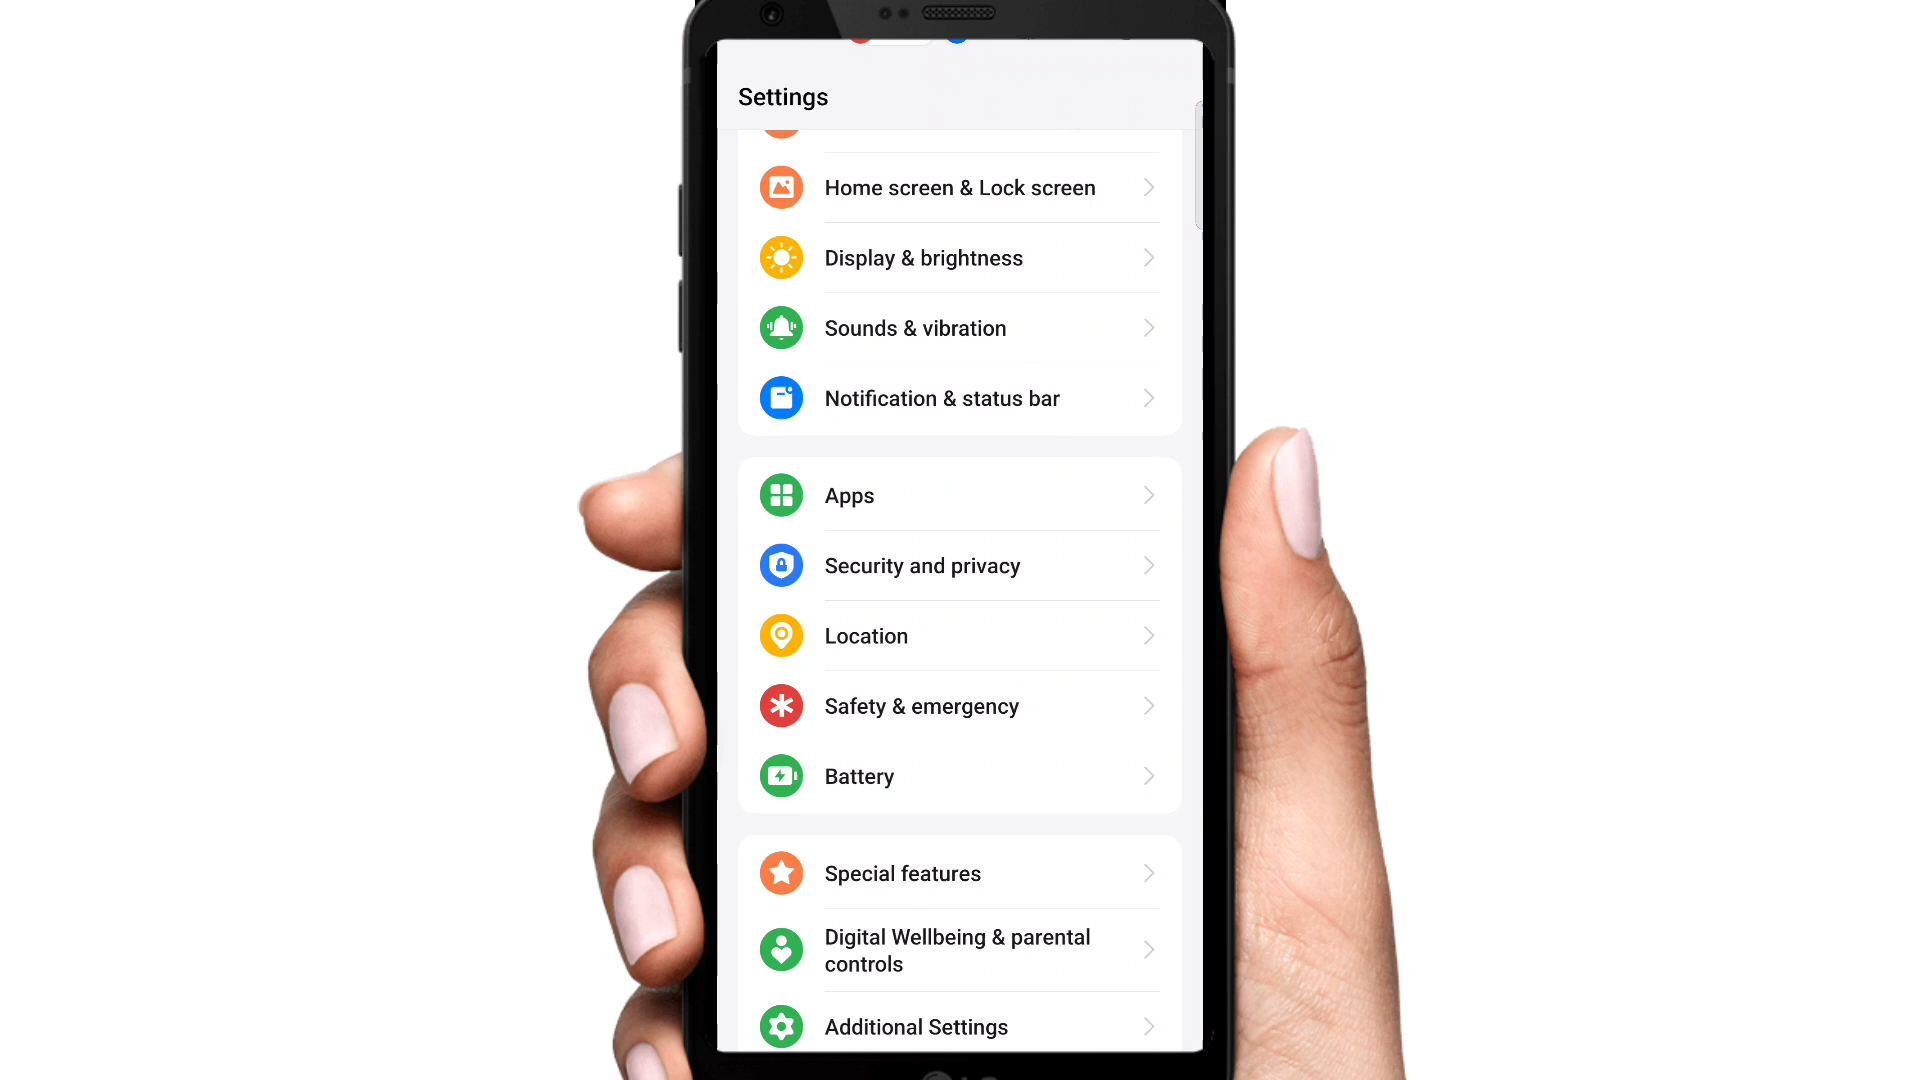 Settings
Home screen & Lock screen
Display & brightness
Sounds & vibration
Notification & status bar
Apps
Security and privacy
Location
Safety & emergency
Battery
Special features
Digital Wellbeing & parental
controls
Additional Settings